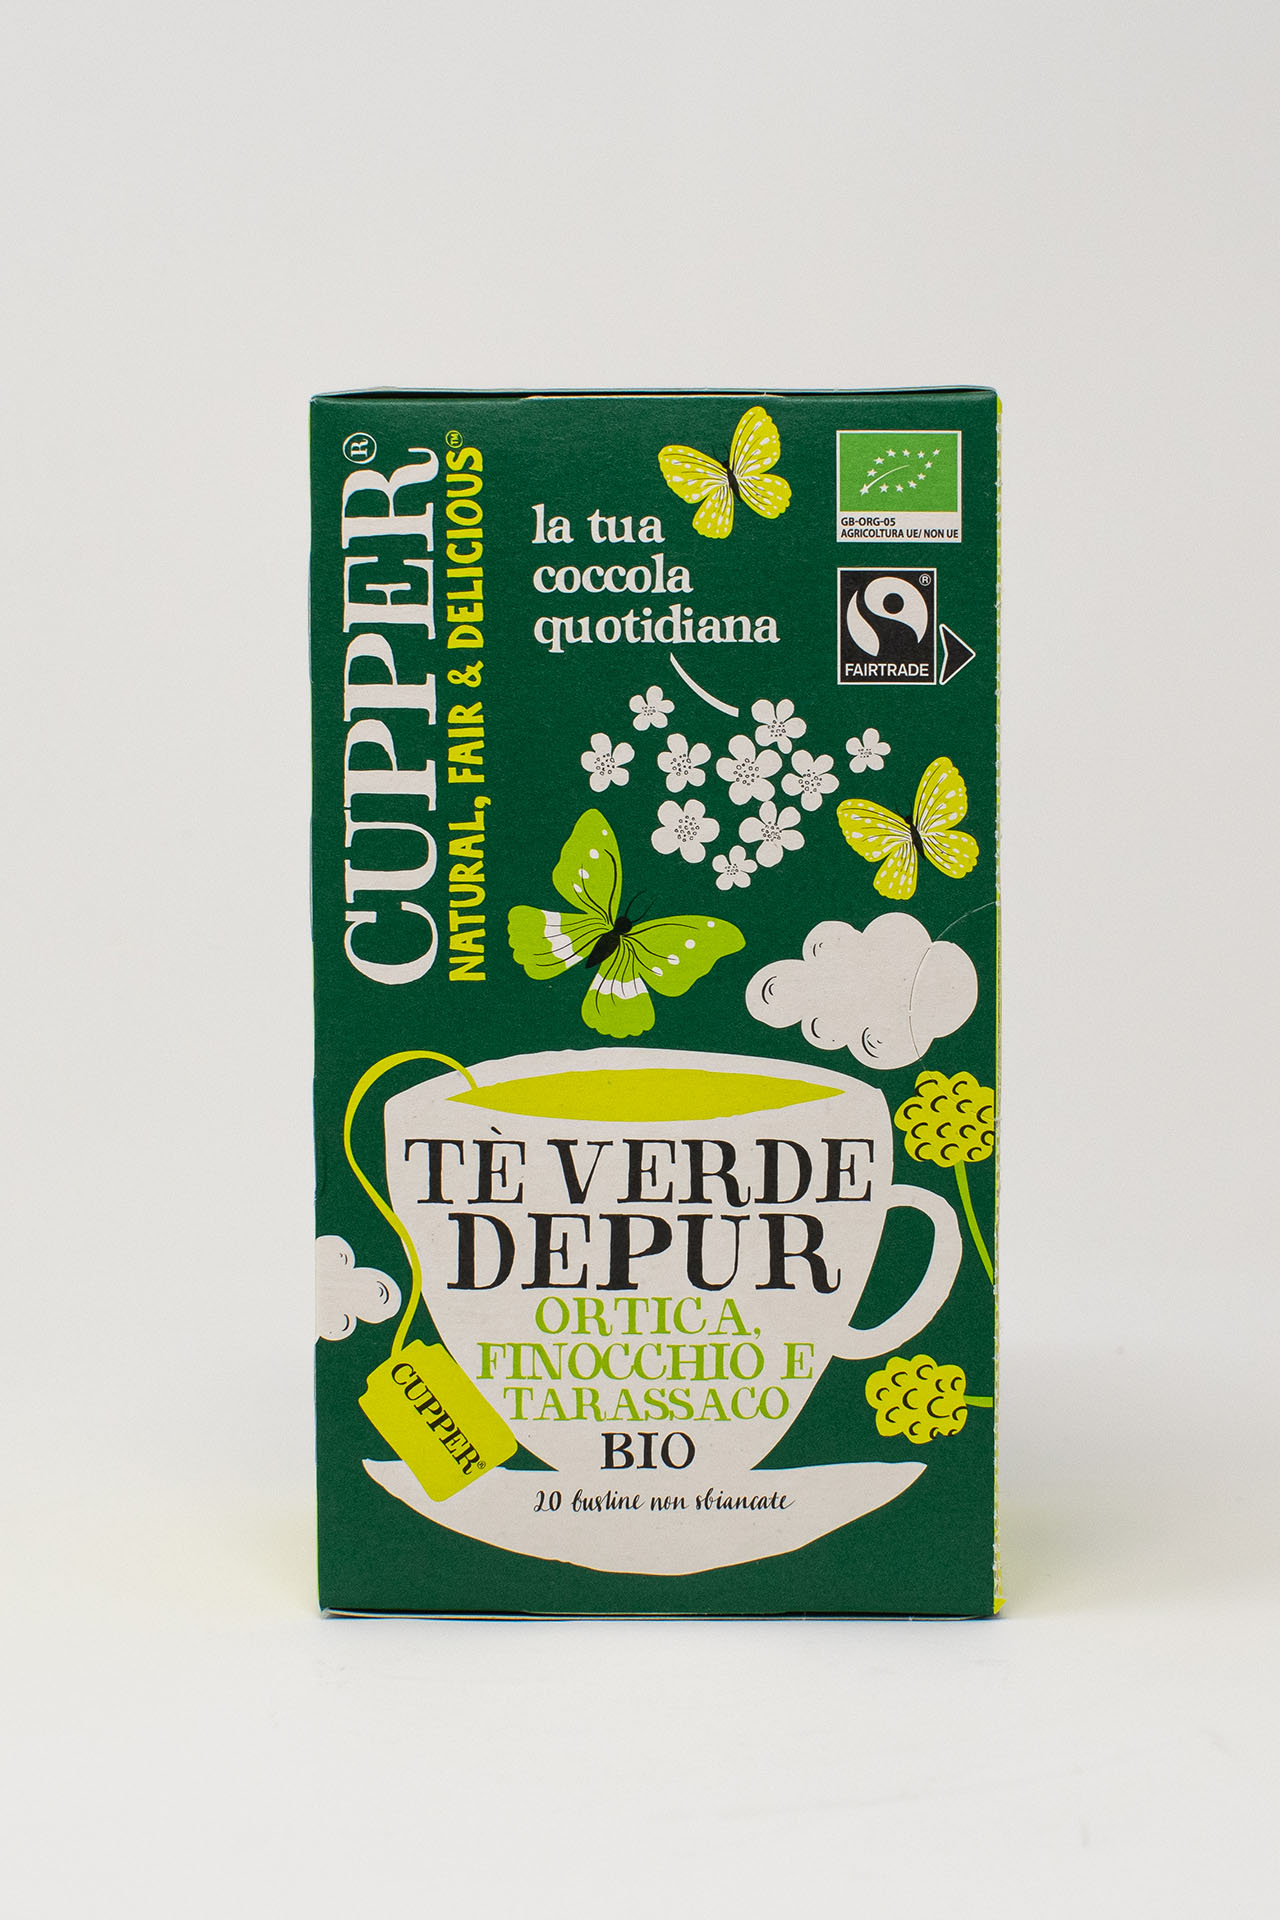 CUPPER®
NATURAL, FAIR & DELICIOUS™
la tua
coccola
quotidiana
GB-ORG-05
AGRICOLTURA UE/ NON UE
®
FAIRTRADE
TÈ VERDE
DEPUR
ORTICA,
FINOCCHIO E
TARASSACO
BIO
20 bustine non sbiancate
CUPPER®